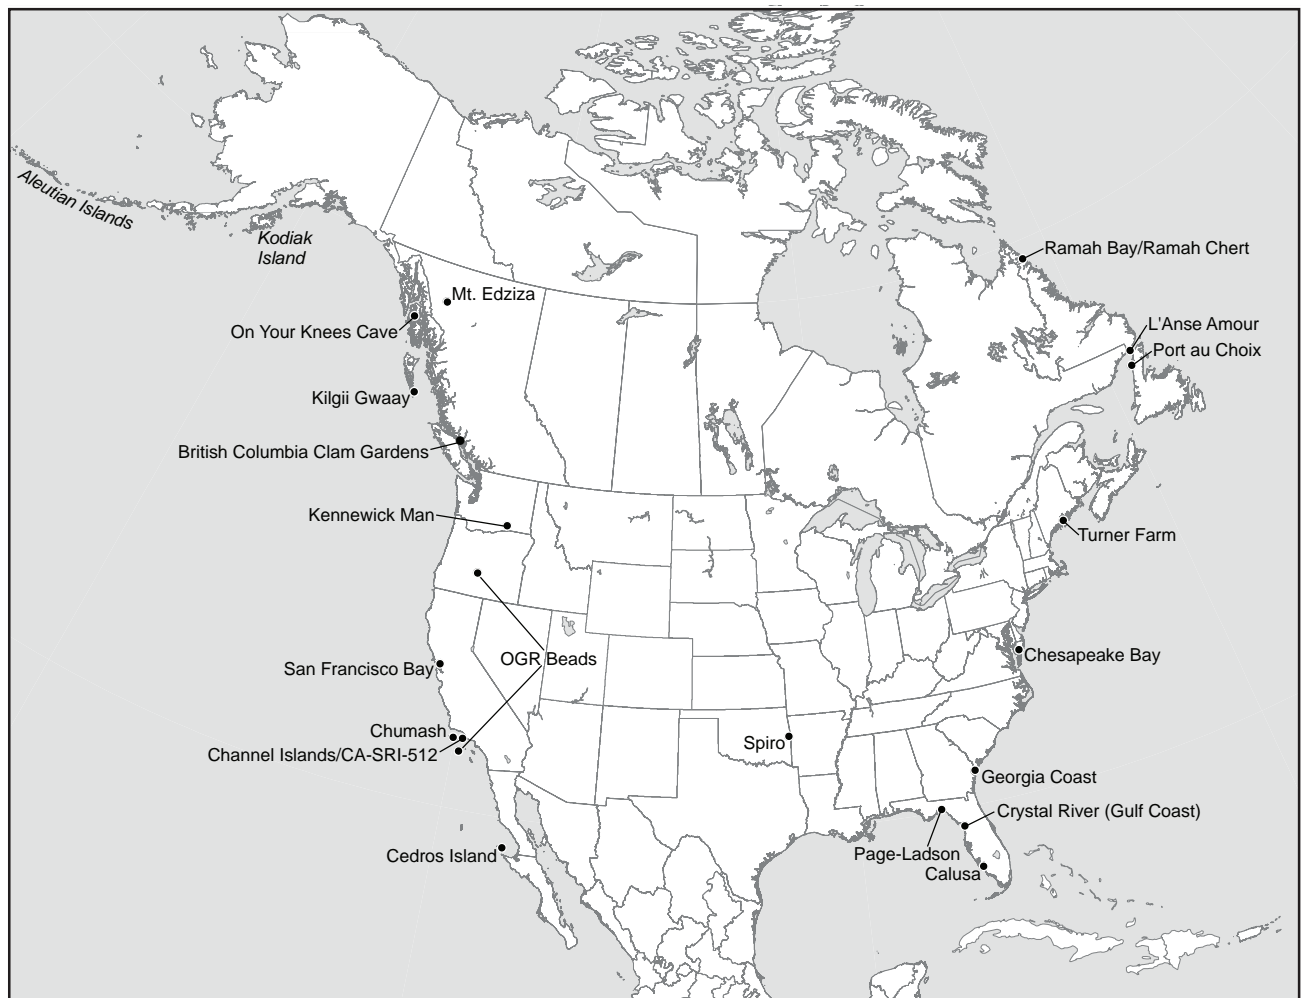 Aleutian Islands
Kodiak
Island
Ramah Bay/Ramah Chert
Mt. Edziza
On Your Knees Cave
L'Anse Amour
Port au Choix
Kilgii Gwaay
British Columbia Clam Gardens
Kennewick Man
Turner Farm
OGR Beads
Chesapeake Bay
San Francisco Bay
Chumash
Channel Islands/CA-SRI-512
Spiro
Georgia Coast
Crystal River (Gulf Coast)
Page-Ladson
Cedros Island
Calusa